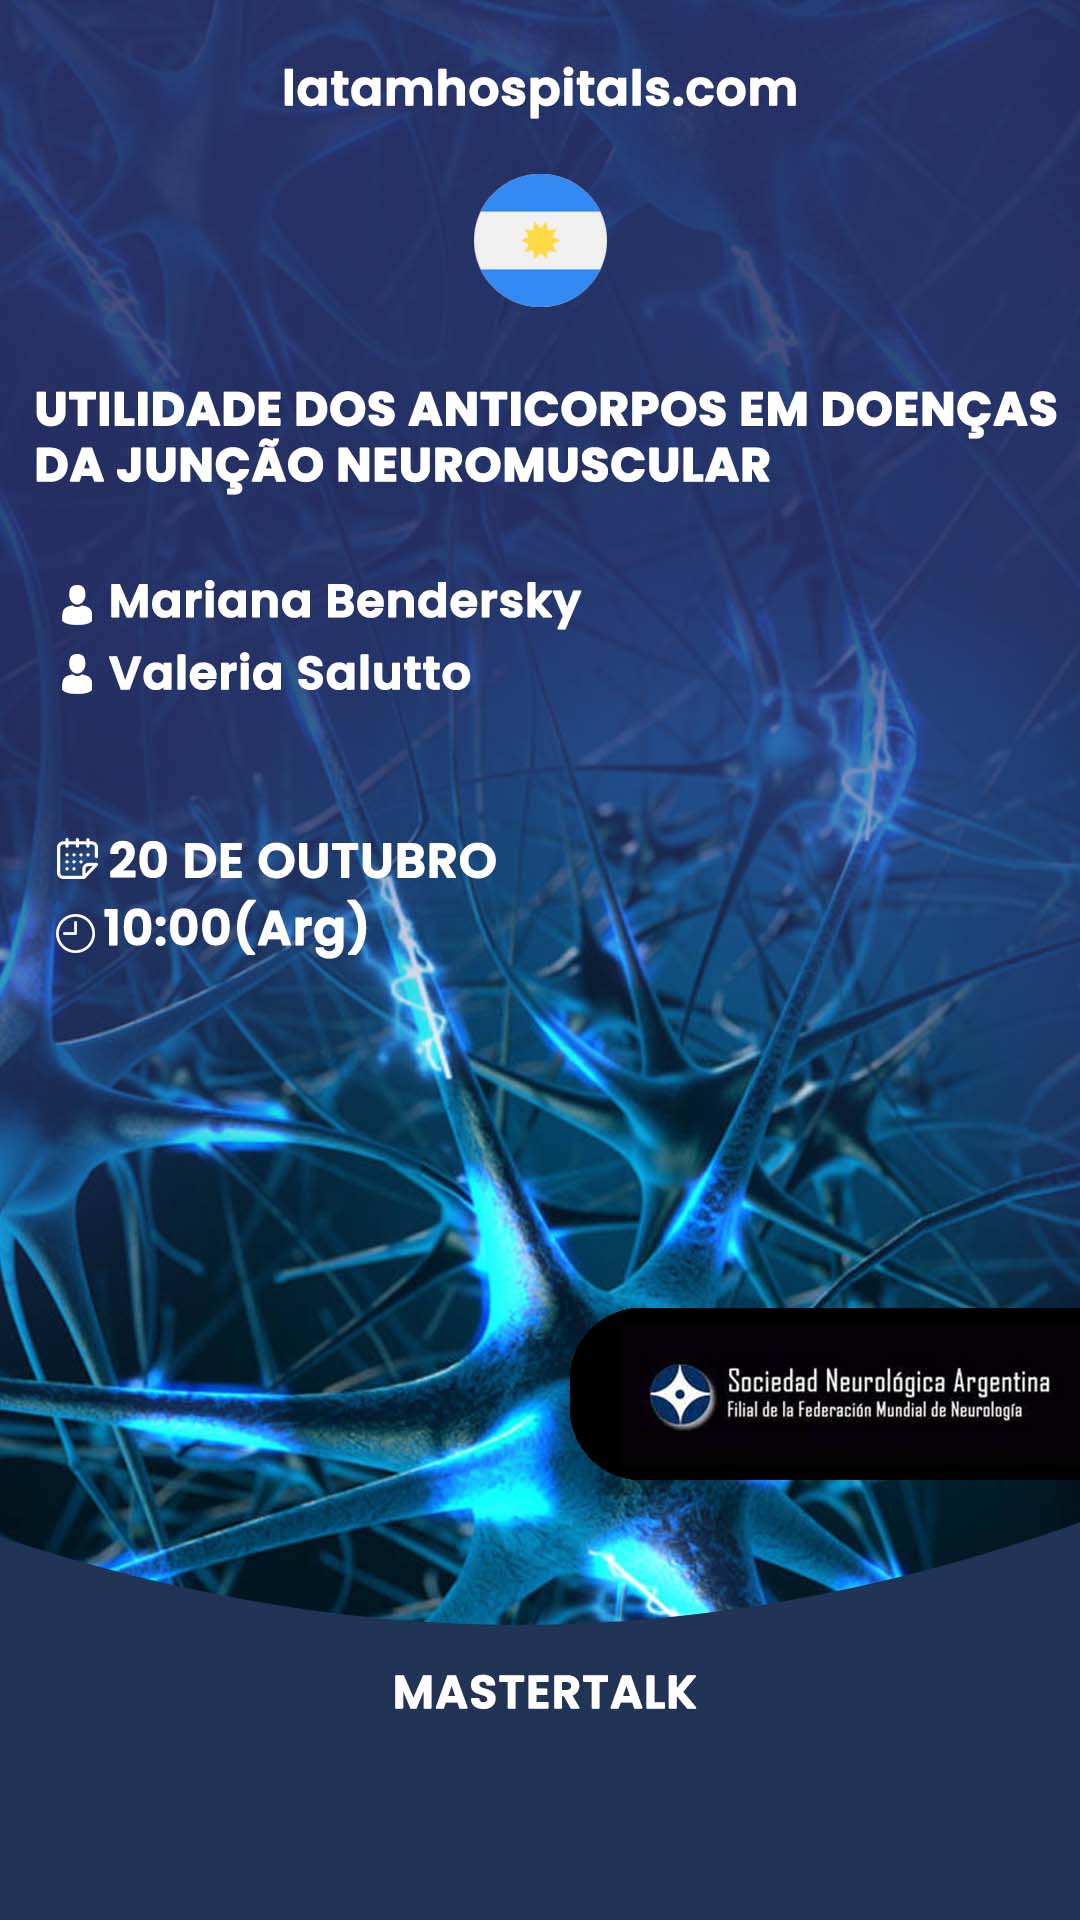 latamhospitals.com
UTILIDADE DOS ANTICORPOS EM DOENÇAS
DA JUNÇÃO NEUROMUSCULAR
Mariana Bendersky
Valeria Salutto
20 DE OUTUBRO
10:00(Arg)
Sociedad Neurológica Argentina
Filial de la Federación Mundial de Neurología
MASTERTALK